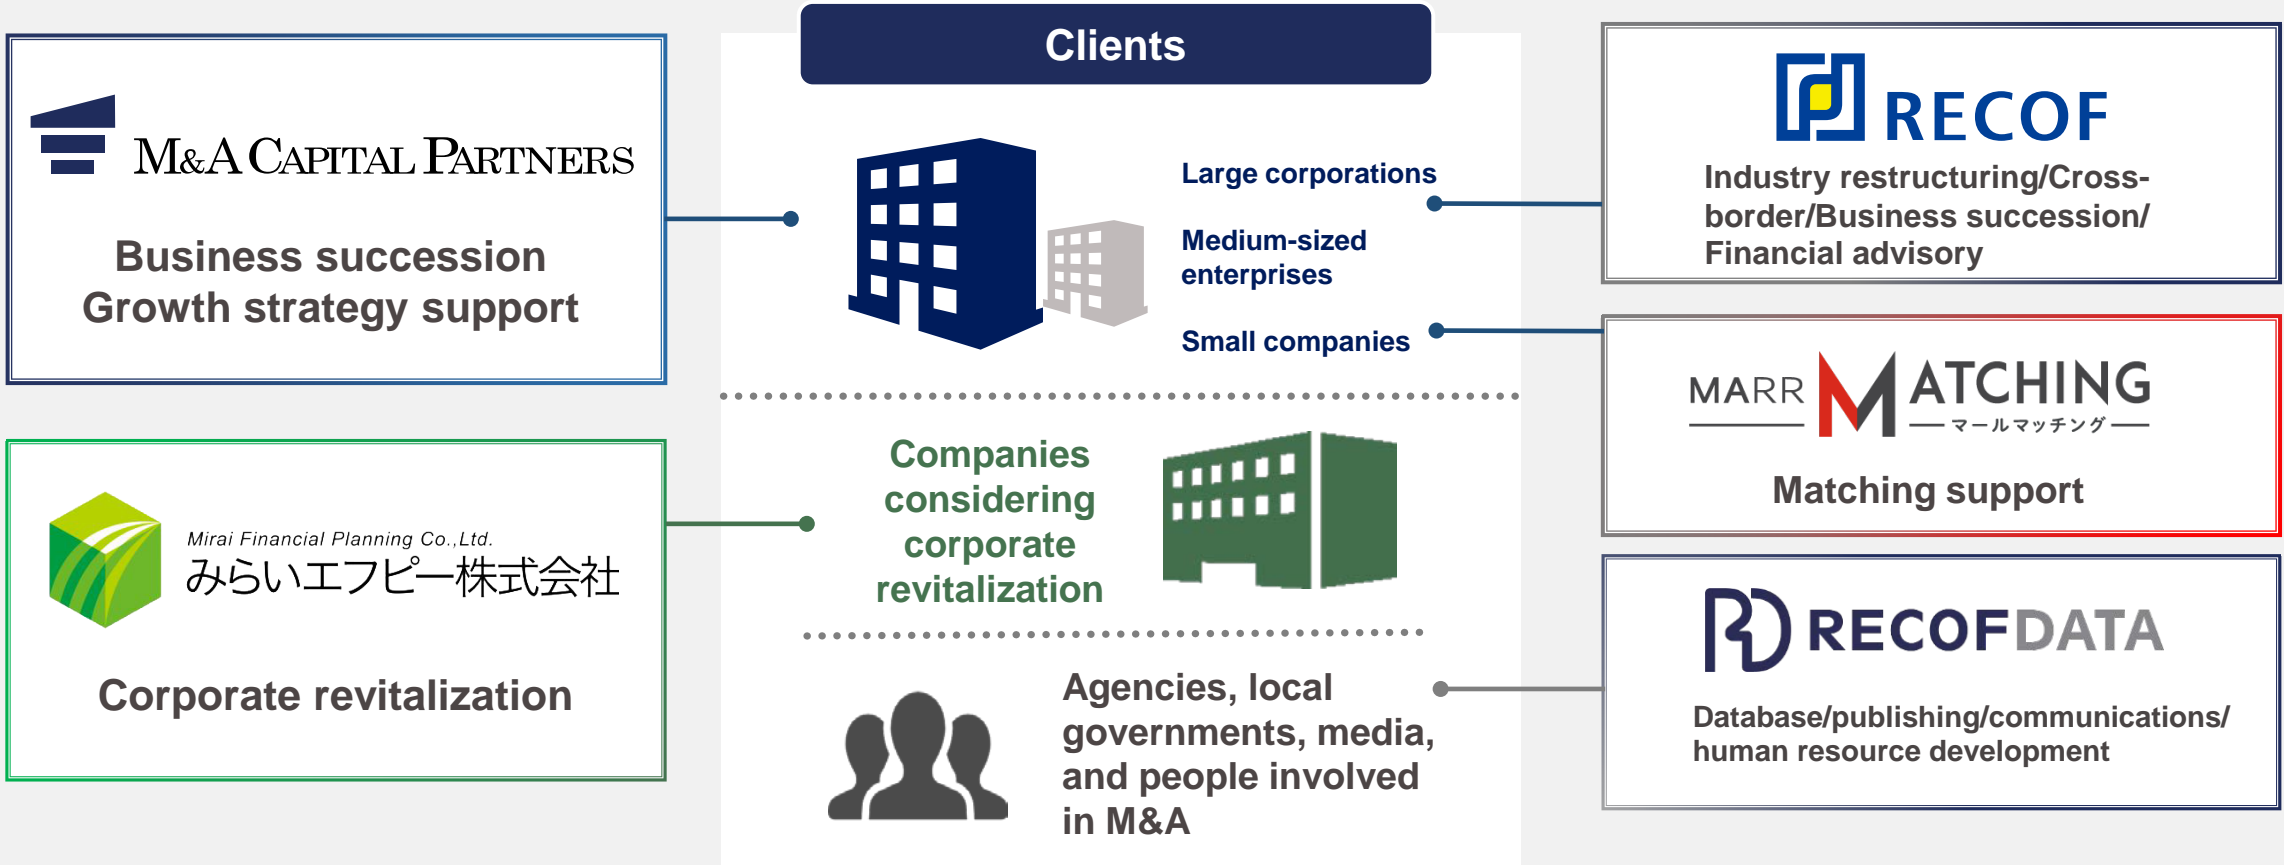 Clients
M&A CAPITAL PARTNERS
Business succession
Growth strategy support
Mirai Financial Planning Co.,Ltd.
みらいエフピー株式会社
Corporate revitalization
Large corporations
Medium-sized
enterprises
Small companies
Companies
considering
corporate
revitalization
Agencies, local
governments, media,
and people involved
in M&A
RECOF
Industry restructuring/Cross-
border/Business succession/
Financial advisory
MARR MATCHING
マールマッチング
Matching support
RECOFDATA
Database/publishing/communications/
human resource development